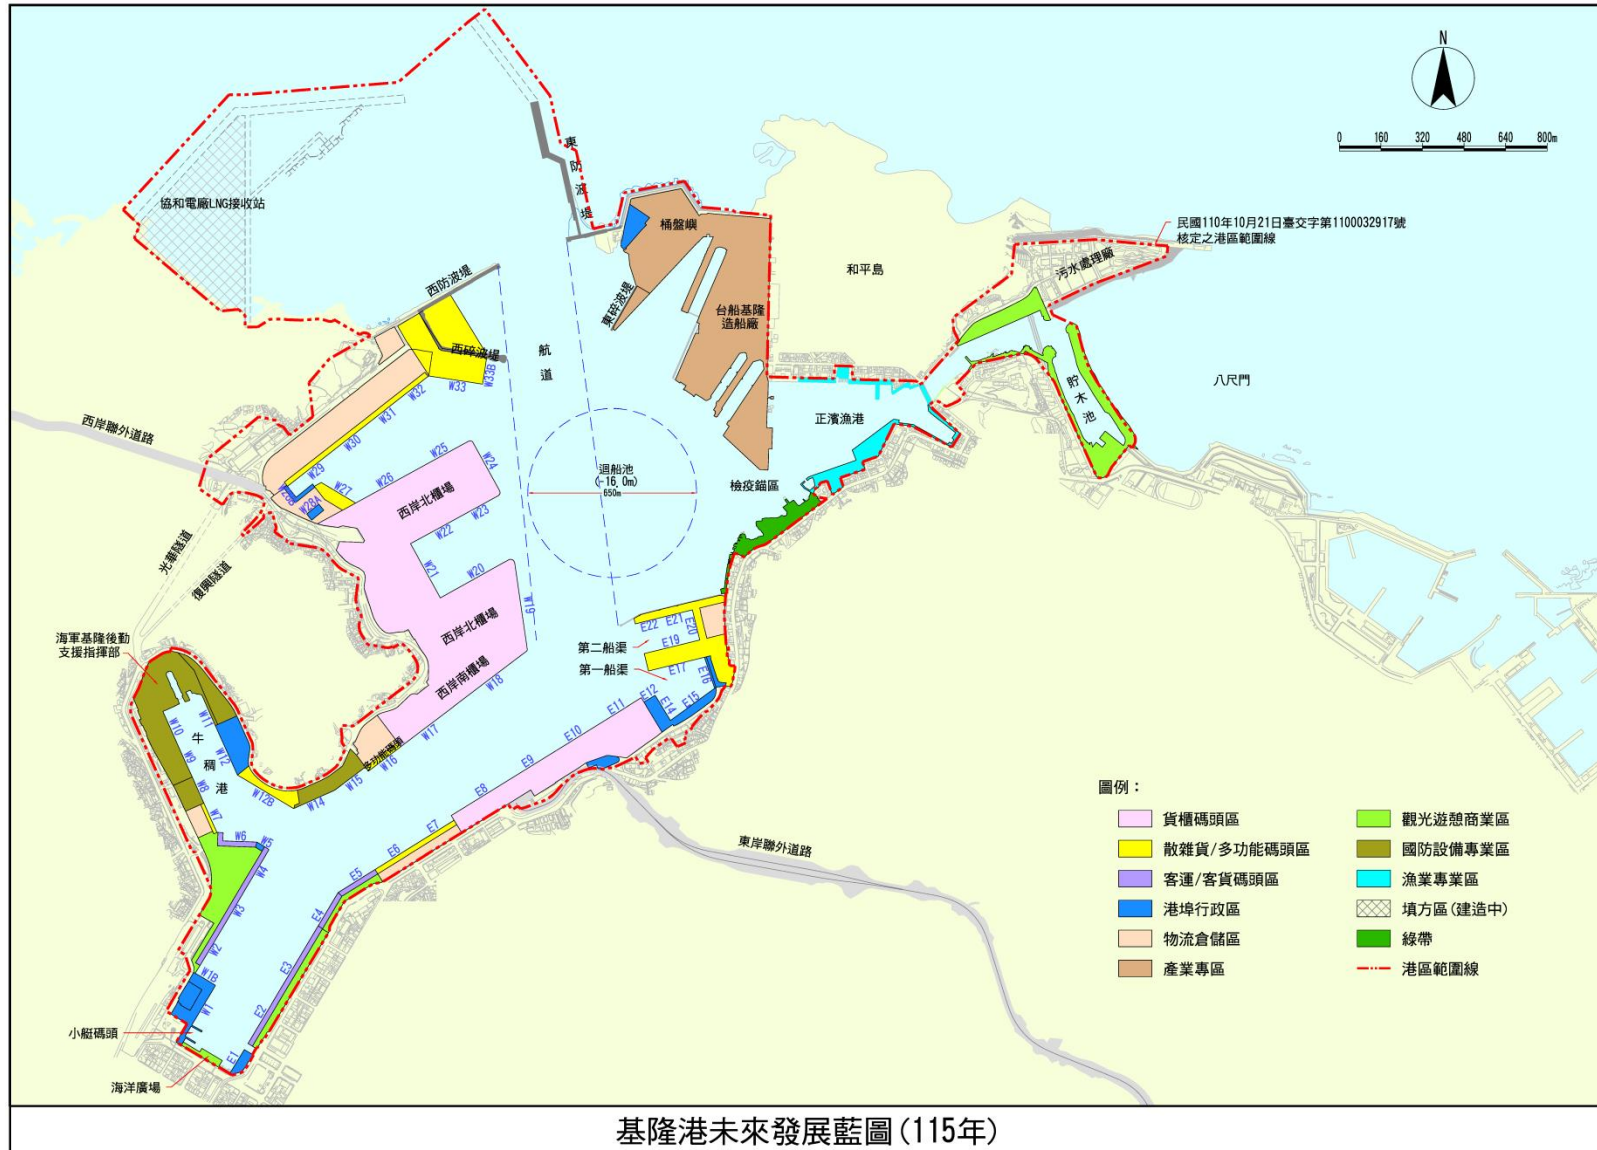 N
0 160 320 480 640 800m
東防波堤
協和電廠LNG接收站
桶盤嶼
民國110年10月21日臺交字第1100032917號
核定之港區範圍線
污水處理廠
和平島
西防波堤
東碎波堤
台船基隆
造船廠
西碎波堤
航道
W33B
W33
W32
W31
W30
W29
W28B
W28A
W27
W26
W25
W24
八尺門
貯木池
正濱漁港
西岸聯外道路
迴船池
(-16.0m)
650m
檢疫錨區
西岸北櫃場
W23
W22
W21
W20
W19
光華隧道
復興隧道
西岸北櫃場
西岸南櫃場
W18
W17
W16
多功能碼頭
E22
E21
E20
第二船渠
E19
第一船渠
E17
E16
E15
E14
E12
E11
E10
E9
E8
E7
E6
E5
E4
E3
E2
E1
海軍基隆後勤
支援指揮部
W11
W10
牛稠港
W12
W9
W8
W7
W12B
W14
W15
W6
W5
W4
W3
W2
W1B
W1
小艇碼頭
海洋廣場
東岸聯外道路
圖例：
貨櫃碼頭區
散雜貨/多功能碼頭區
客運/客貨碼頭區
港埠行政區
物流倉儲區
產業專區
觀光遊憩商業區
國防設備專業區
漁業專業區
填方區(建造中)
綠帶
港區範圍線
基隆港未來發展藍圖(115年)